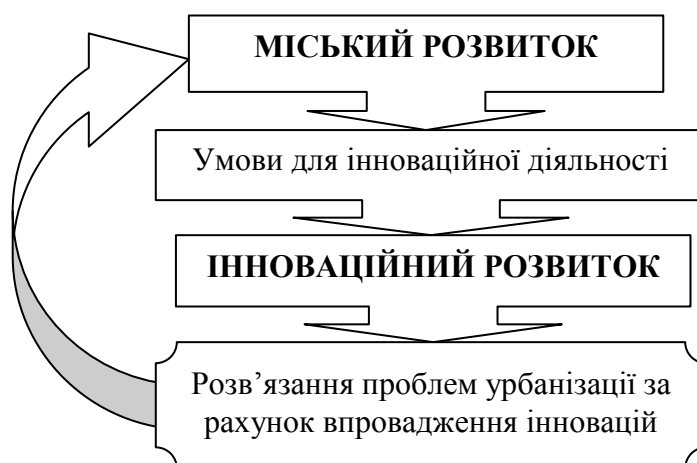 МІСЬКИЙ РОЗВИТОК
Умови для інноваційної діяльності
ІННОВАЦІЙНИЙ РОЗВИТОК
Розв’язання проблем урбанізації за
рахунок впровадження інновацій